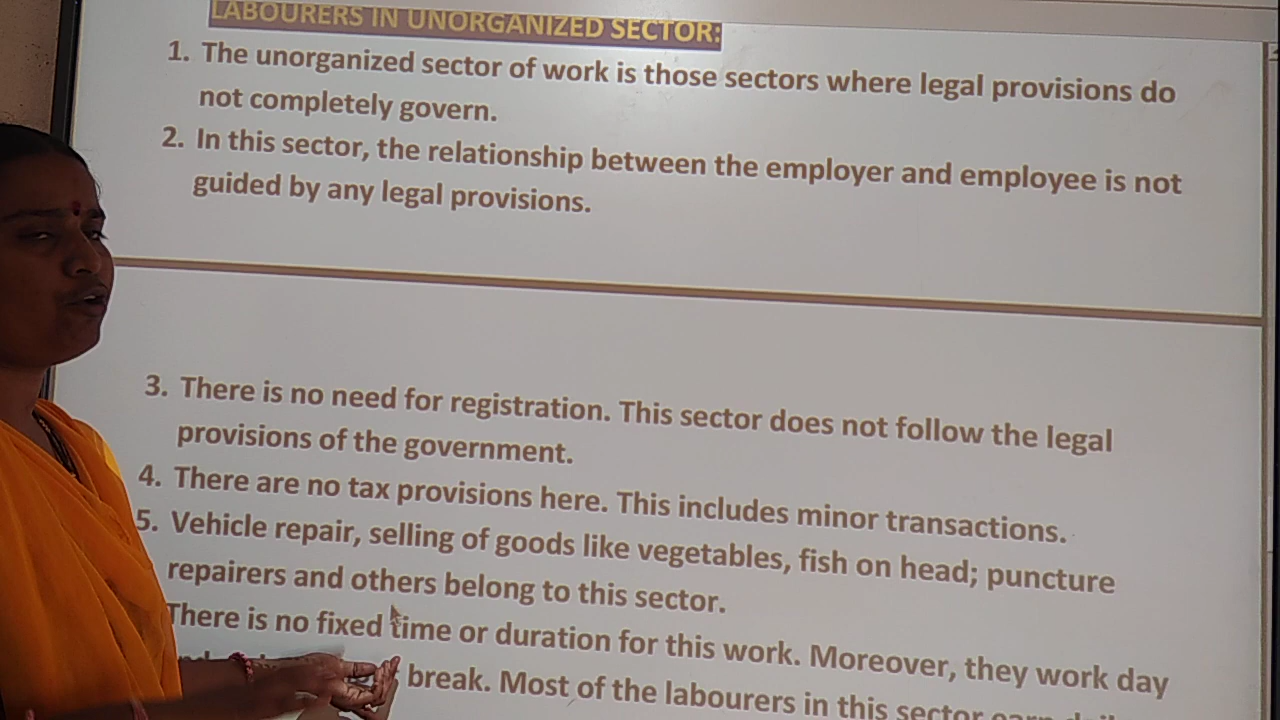 LABOURERS IN UNORGANIZED SECTOR:
1. The unorganized sector of work is those sectors where legal provisions do
not completely govern.
2. In this sector, the relationship between the employer and employee is not
guided by any legal provisions.
3. There is no need for registration. This sector does not follow the legal
provisions of the government.
4. There are no tax provisions here. This includes minor transactions.
5. Vehicle repair, selling of goods like vegetables, fish on head; puncture
repairers and others belong to this sector.
There is no fixed time or duration for this work. Moreover, they work day
break. Most of the labourers in this sector earn